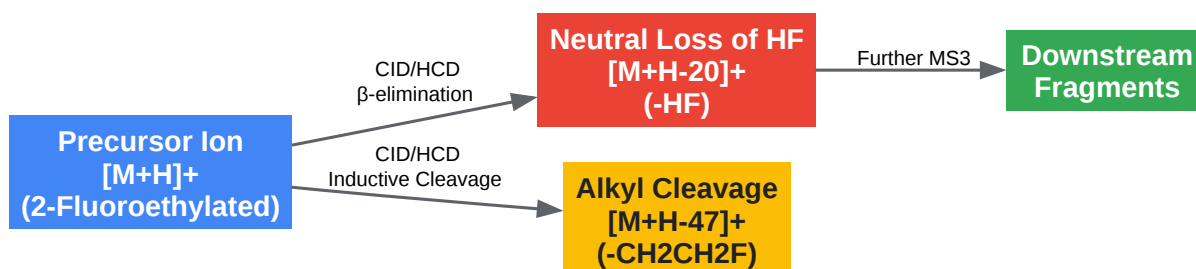 Precursor Ion
[M+H]+
(2-Fluoroethylated)
CID/HCD
β-elimination
CID/HCD
Inductive Cleavage
Neutral Loss of HF
[M+H-20]+
(-HF)
Alkyl Cleavage
[M+H-47]+
(-CH2CH2F)
Further MS3
Downstream
Fragments